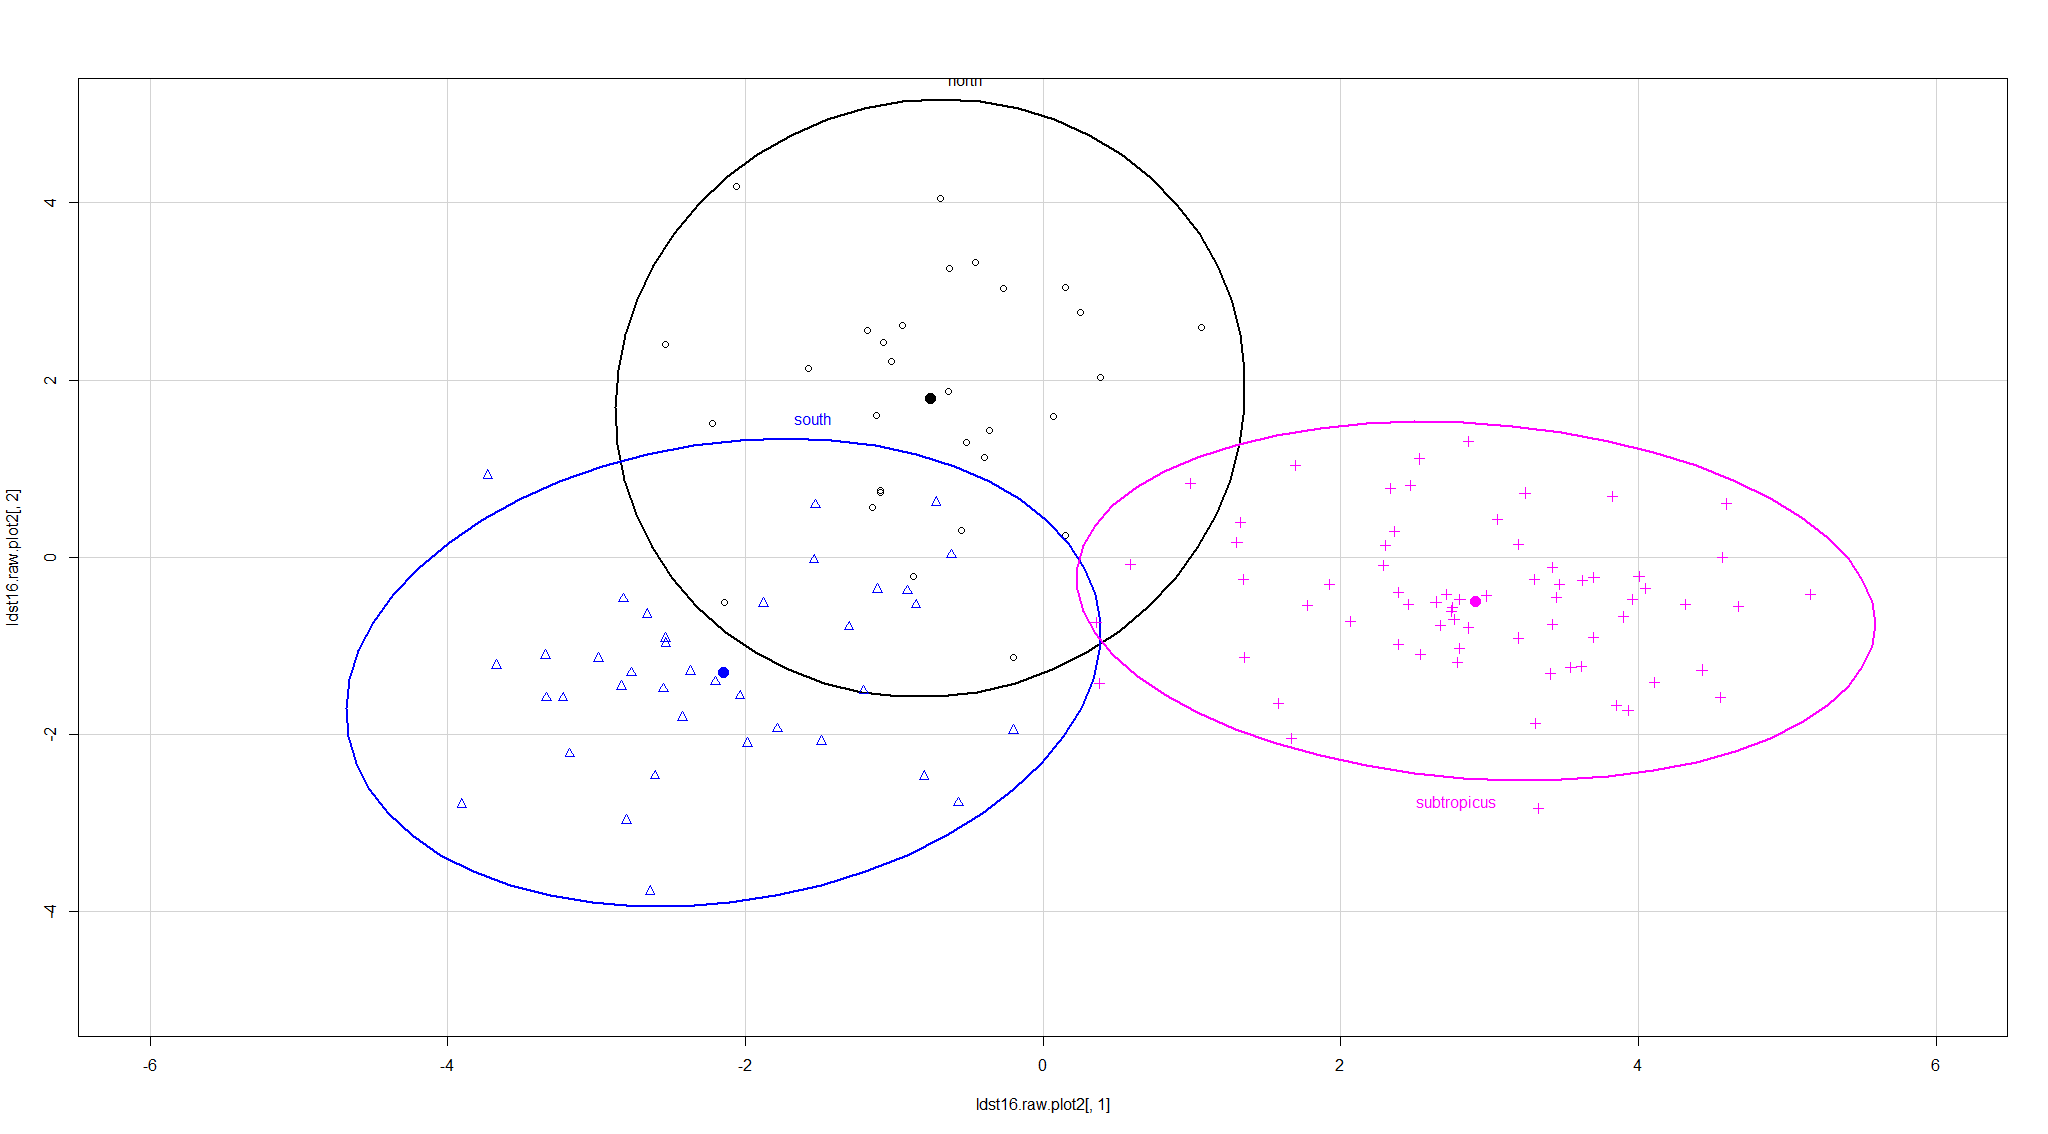 north
4
2
0
-2
-4
ldst16.raw.plot2[, 2]
south
subtropicus
-6 -4 -2 0 2 4 6
ldst16.raw.plot2[, 1]